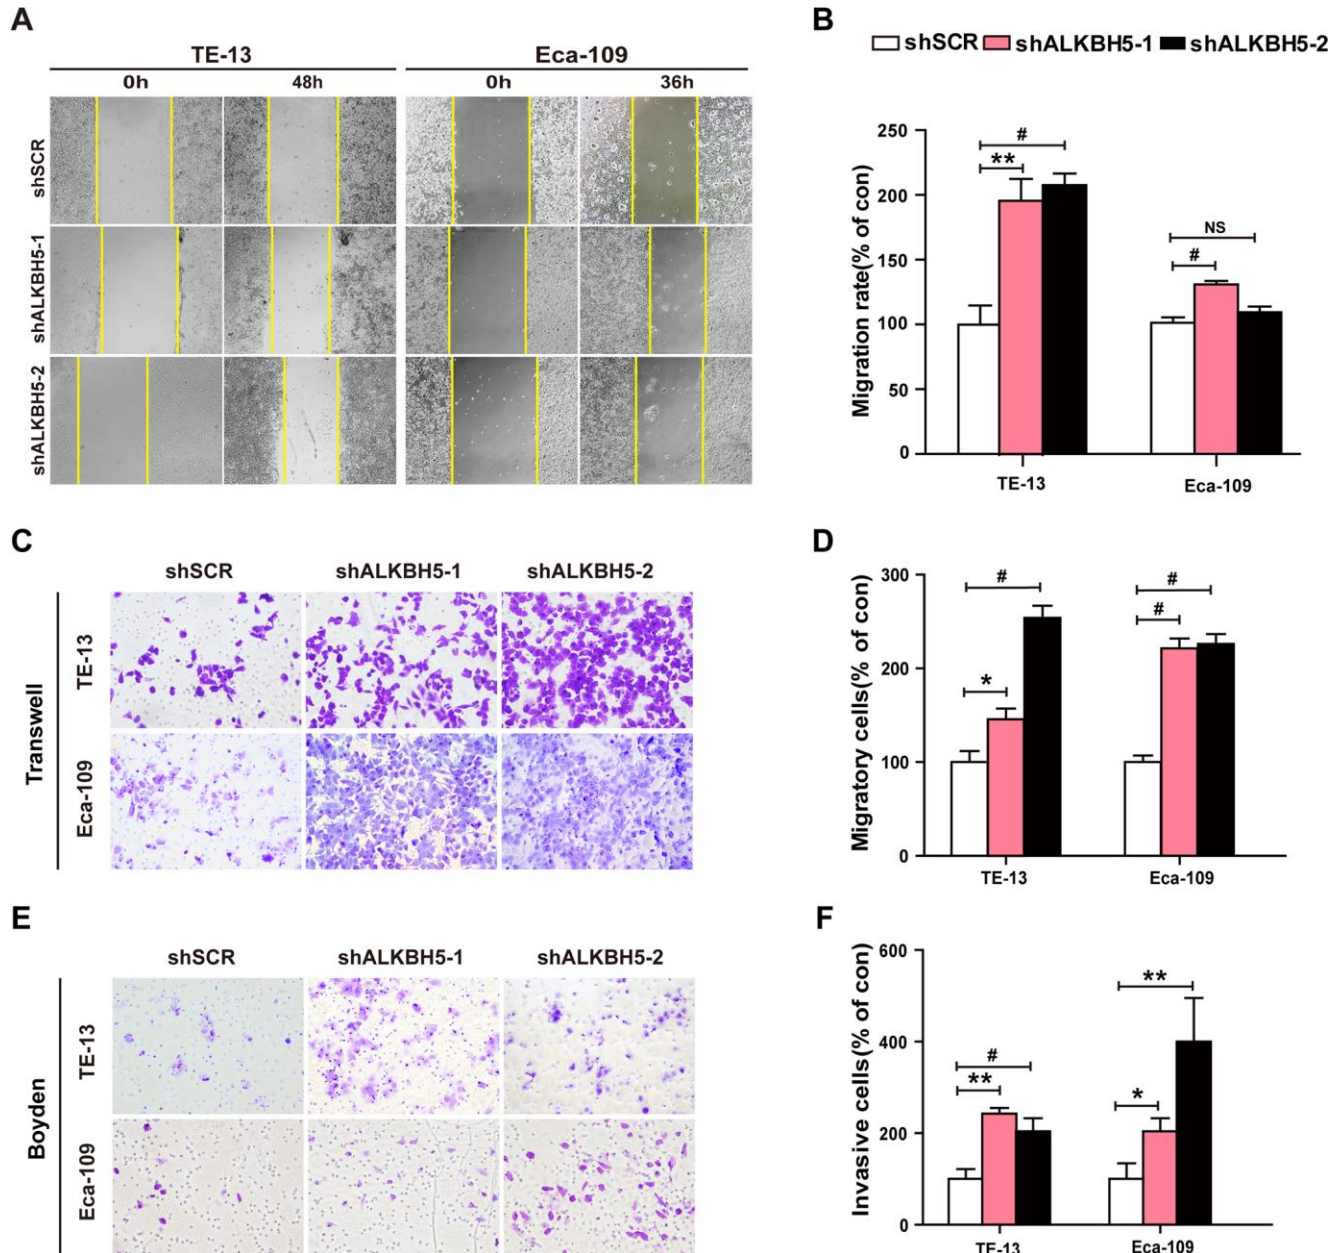 A
TE-13
Eca-109
0h
48h
0h
36h
shSCR
shALKBH5-1
shALKBH5-2
B
shSCR
shALKBH5-1
shALKBH5-2
Migration rate(% of con)
250
200
150
100
50
0
#
**
NS
#
TE-13
Eca-109
C
shSCR
shALKBH5-1
shALKBH5-2
Transwell
TE-13
Eca-109
D
Migratory cells(% of con)
300
200
100
0
#
*
#
#
TE-13
Eca-109
E
shSCR
shALKBH5-1
shALKBH5-2
Boyden
TE-13
Eca-109
F
Invasive cells(% of con)
600
400
200
0
#
**
**
*
TE-13
Eca-109